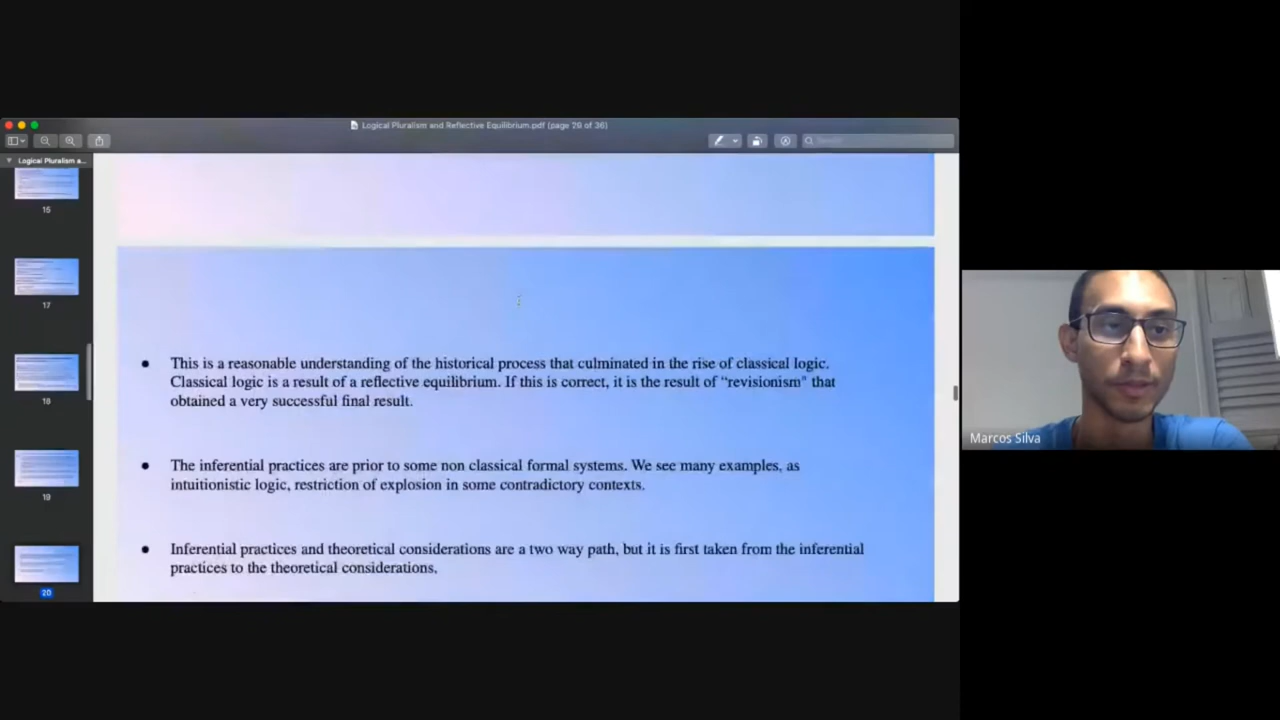 Logical Pluralism and Reflective Equilibrium.pdf (page 29 of 36)
Search
Logical Pluralism a...
15
17
18
19
20
This is a reasonable understanding of the historical process that culminated in the rise of classical logic.
Classical logic is a result of a reflective equilibrium. If this is correct, it is the result of “revisionism” that
obtained a very successful final result.
The inferential practices are prior to some non classical formal systems. We see many examples, as
intuitionistic logic, restriction of explosion in some contradictory contexts.
Inferential practices and theoretical considerations are a two way path, but it is first taken from the inferential
practices to the theoretical considerations.
Marcos Silva